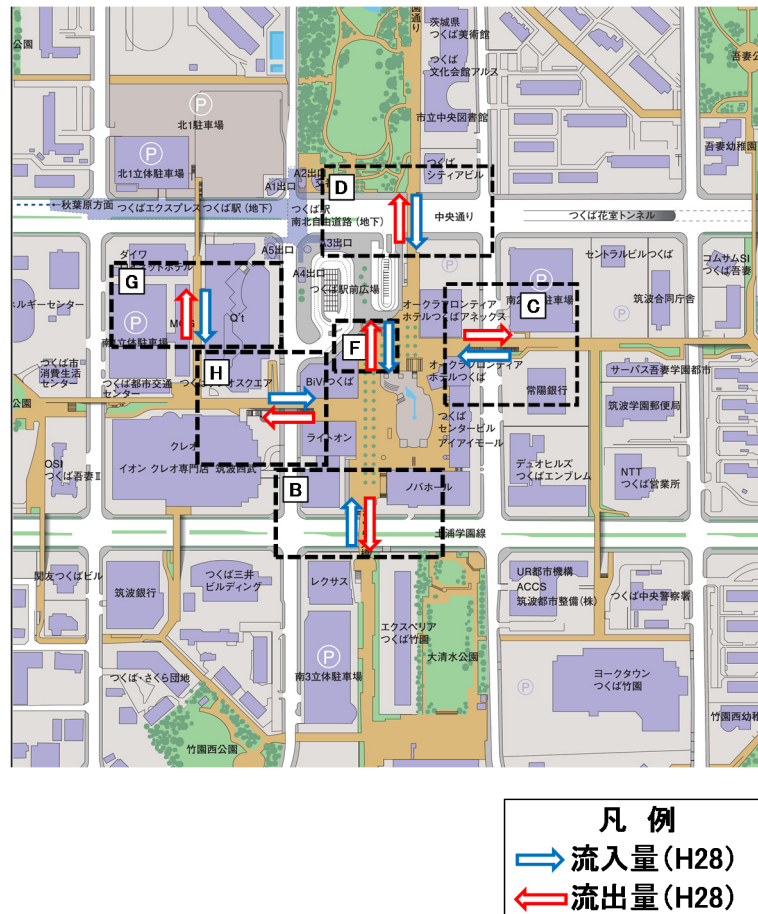 公園
園通り
茨城県
つくば美術館
つくば
文化会館アルス
吾妻公
P
北1駐車場
市立中央図書館
吾妻幼稚園
P
北1立体駐車場
つくば
シティアビル
A2出口
A1出口
D
←秋葉原方面
つくばエクスプレス つくば駅(地下)
つくば駅
南北自由道路(地下)
中央通り
つくば花室トンネル
A3出口
A5出口
ダイワ
G
A4出口
つくば駅前広場
セントラルビルつくば
コムサムSI
つくば吾妻
P
C
筑波合同庁舎
ネルギーセンター
P
Q't
オークラフロンティア
ホテルつくばアネックス
F
つくば市
消費生活
センター
H
つくば都市交通
センター
オスクエア
BiVつくば
オークラフロンティア
ホテルつくば
サーパス吾妻学園都市
公園
常陽銀行
筑波学園郵便局
つくば
センタービル
アイアイモール
クレオ
ライトオン
QSI
つくば吾妻Ⅱ
イオン クレオ専門店 筑波西武
デュオヒルズ
つくばエンブレム
NTT
つくば営業所
B
ノバホール
土浦学園線
関友つくばビル
つくば三井
ビルディング
レクサス
UR都市機構
ACCS
筑波都市整備(株)
つくば中央警察署
筑波銀行
エクスペリア
つくば竹園
大清水公園
P
南3立体駐車場
つくば・さくら団地
ヨークタウン
つくば竹園
P
竹園西公園
竹園西幼稚
凡 例
流入量(H28)
流出量(H28)